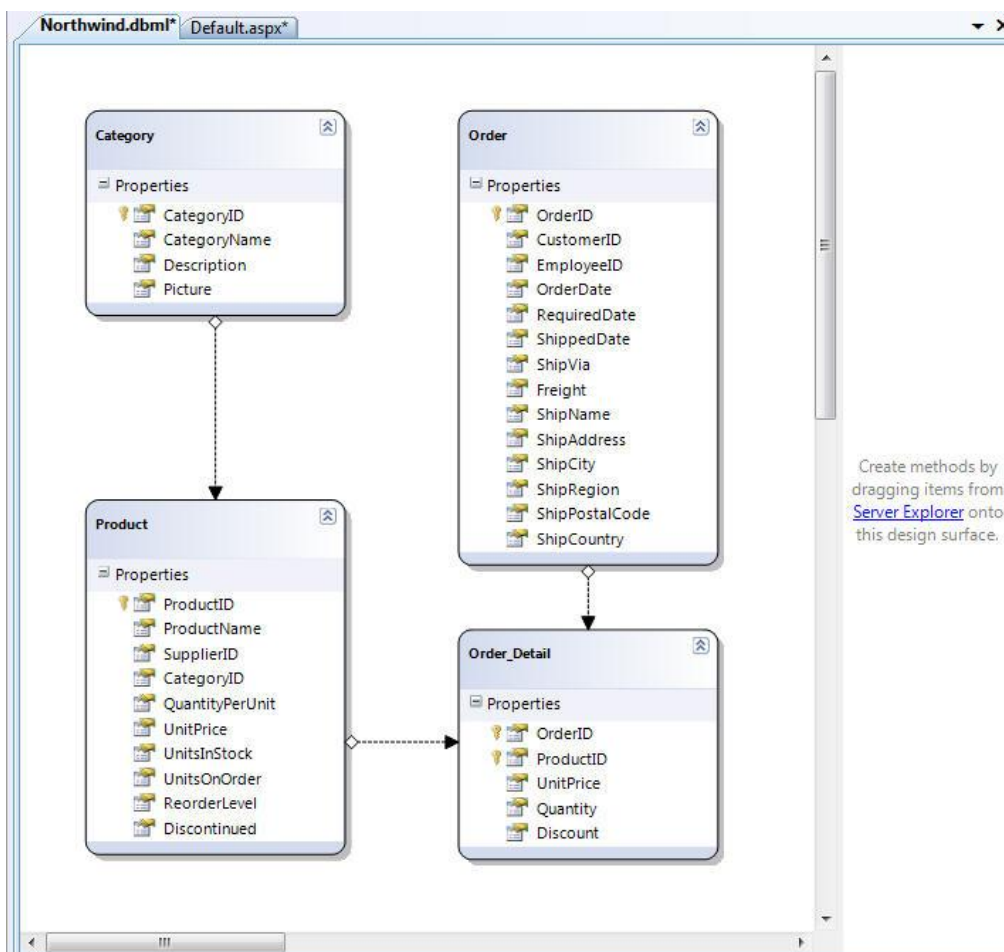 Northwind.dbml*
Default.aspx*
Category
Properties
CategoryID
CategoryName
Description
Picture
Order
Properties
OrderID
CustomerID
EmployeeID
OrderDate
RequiredDate
ShippedDate
ShipVia
Freight
ShipName
ShipAddress
ShipCity
ShipRegion
ShipPostalCode
ShipCountry
Product
Properties
ProductID
ProductName
SupplierID
CategoryID
QuantityPerUnit
UnitPrice
UnitsInStock
UnitsOnOrder
ReorderLevel
Discontinued
Order_Detail
Properties
OrderID
ProductID
UnitPrice
Quantity
Discount
Create methods by
dragging items from
Server Explorer onto
this design surface.